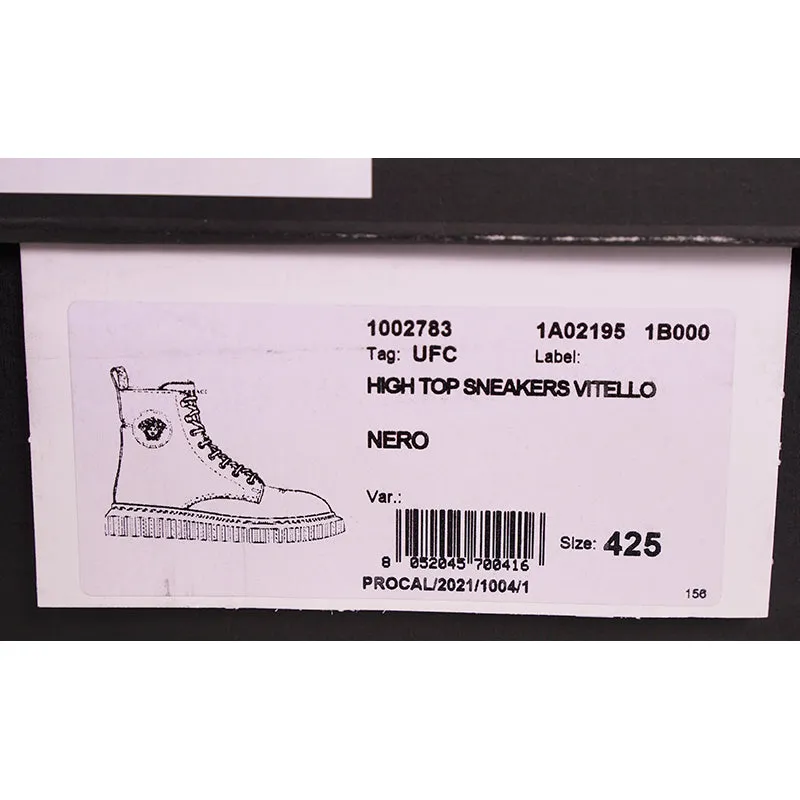 1002783 1A02195 1B000
Tag: UFC Label:
HIGH TOP SNEAKERS VITELLO
NERO
Var.:
8 052045 700416
Size: 425
PROCAL/2021/1004/1
156